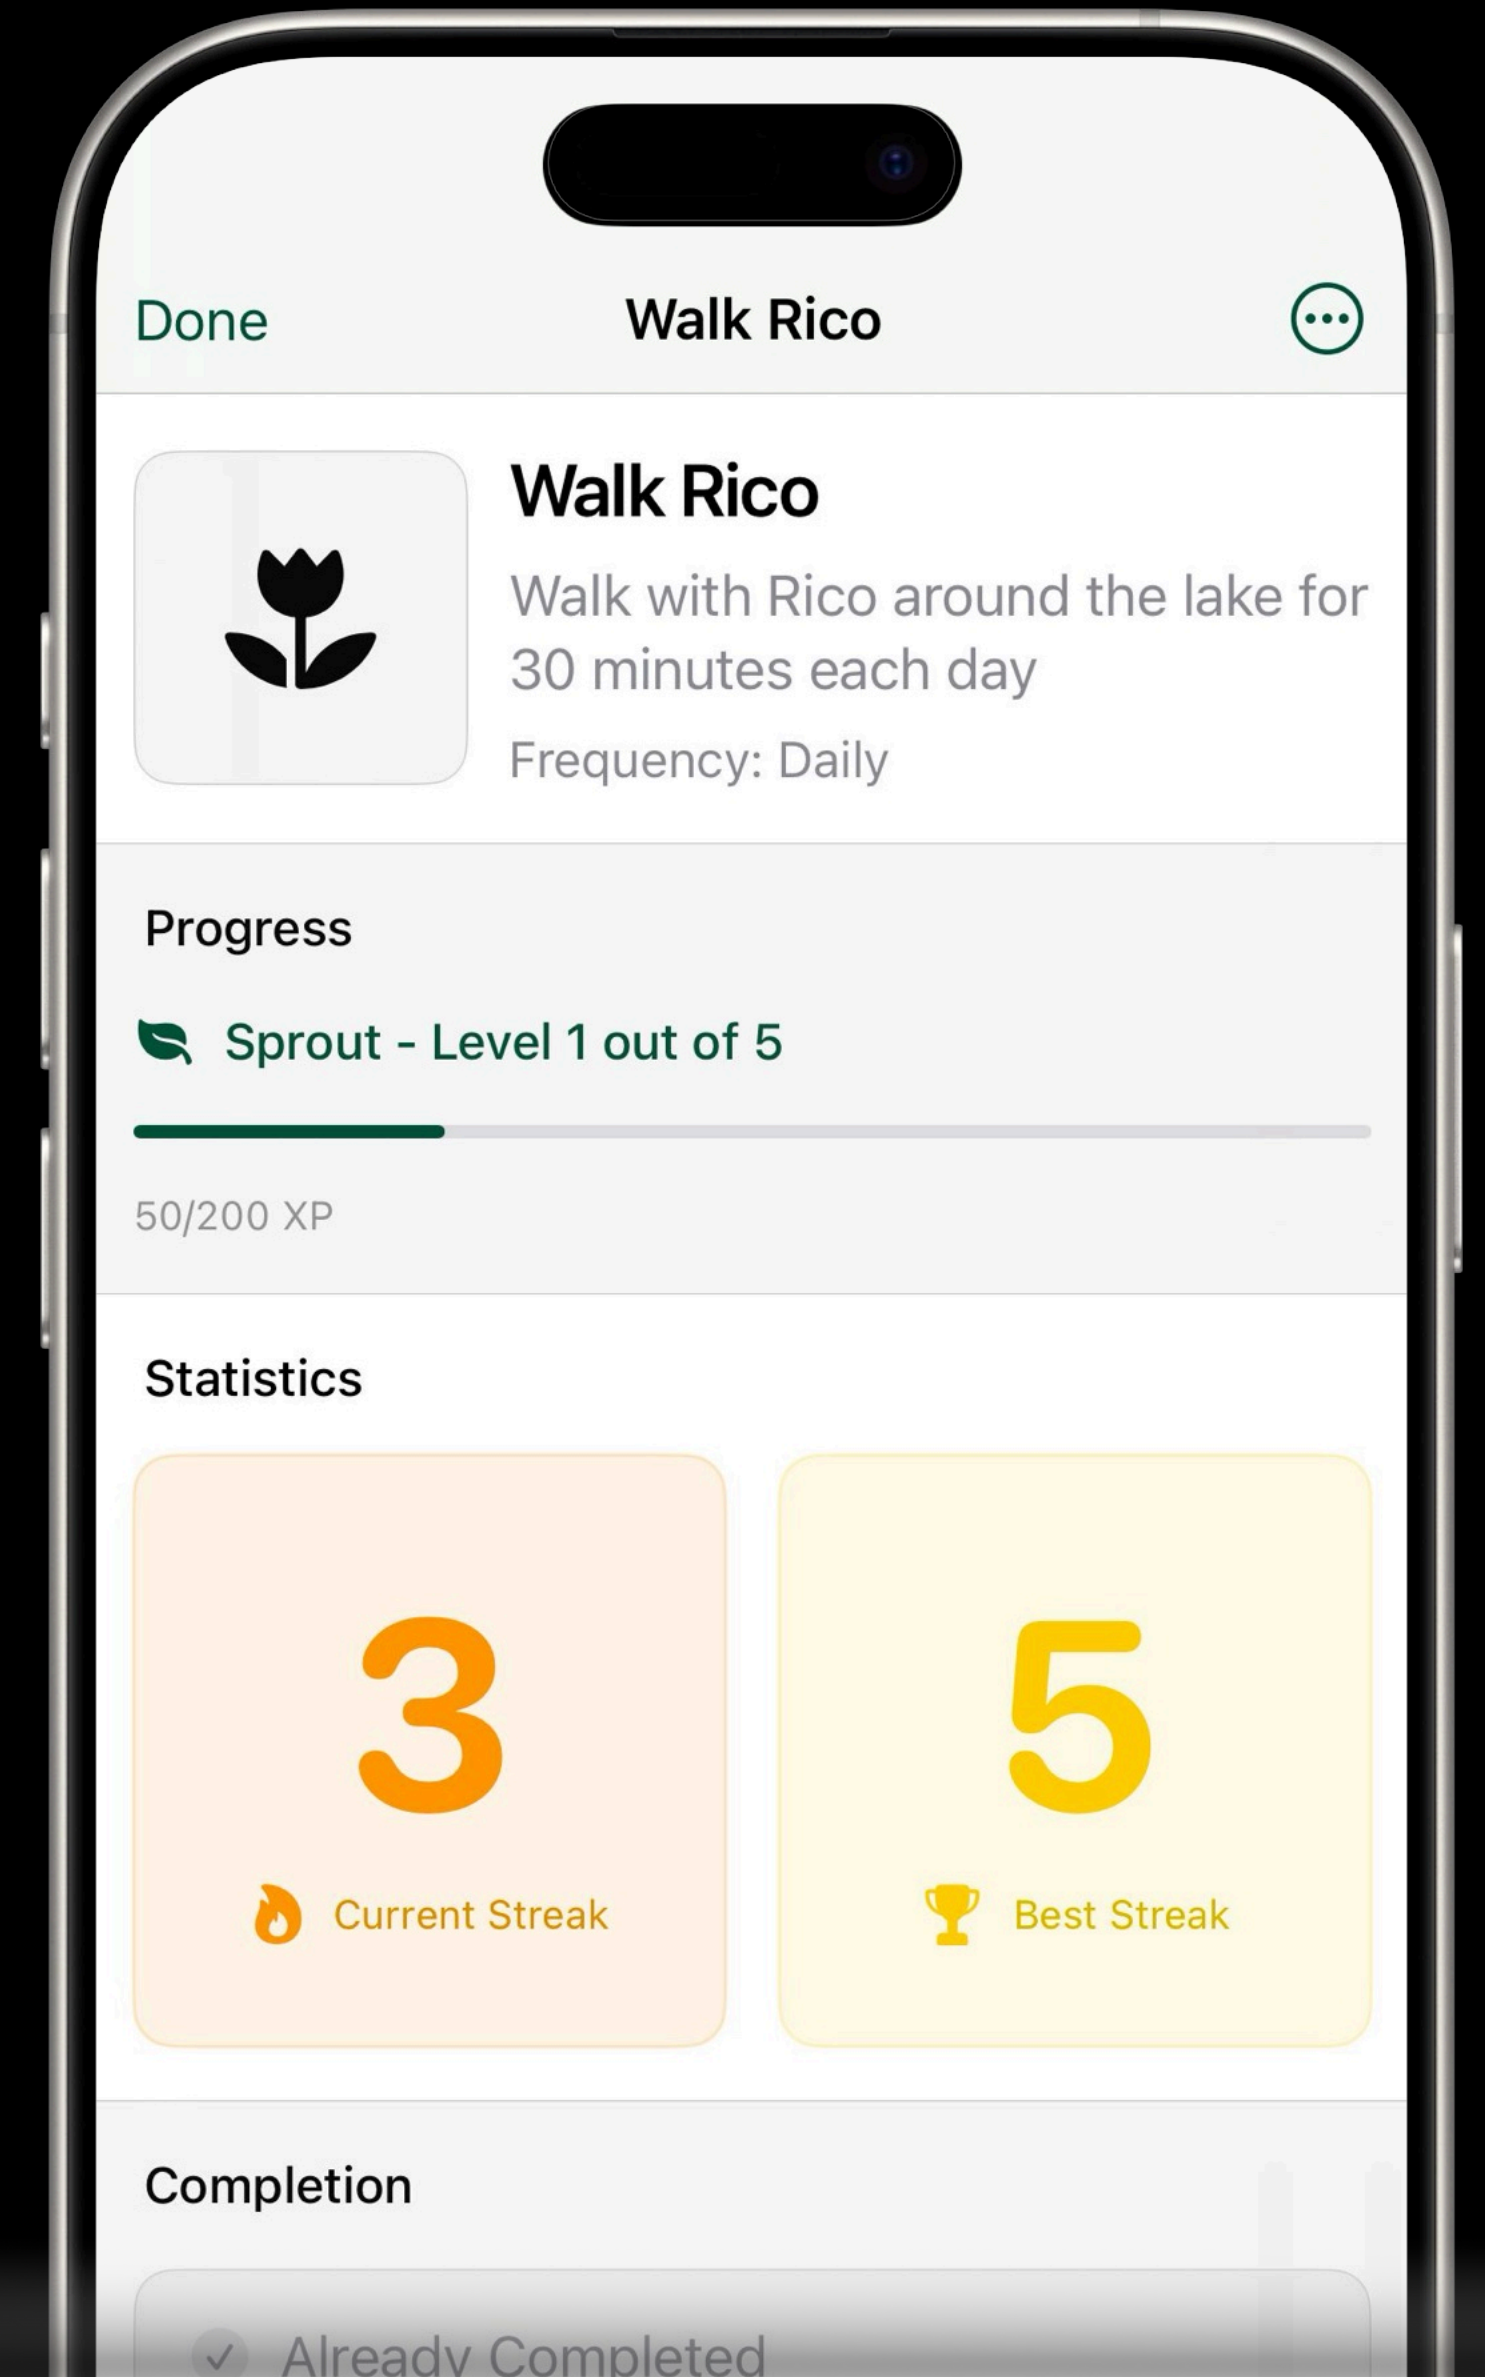 Done
Walk Rico
Walk Rico
Walk with Rico around the lake for
30 minutes each day
Frequency: Daily
Progress
Sprout - Level 1 out of 5
50/200 XP
Statistics
3
Current Streak
5
Best Streak
Completion
Already Completed